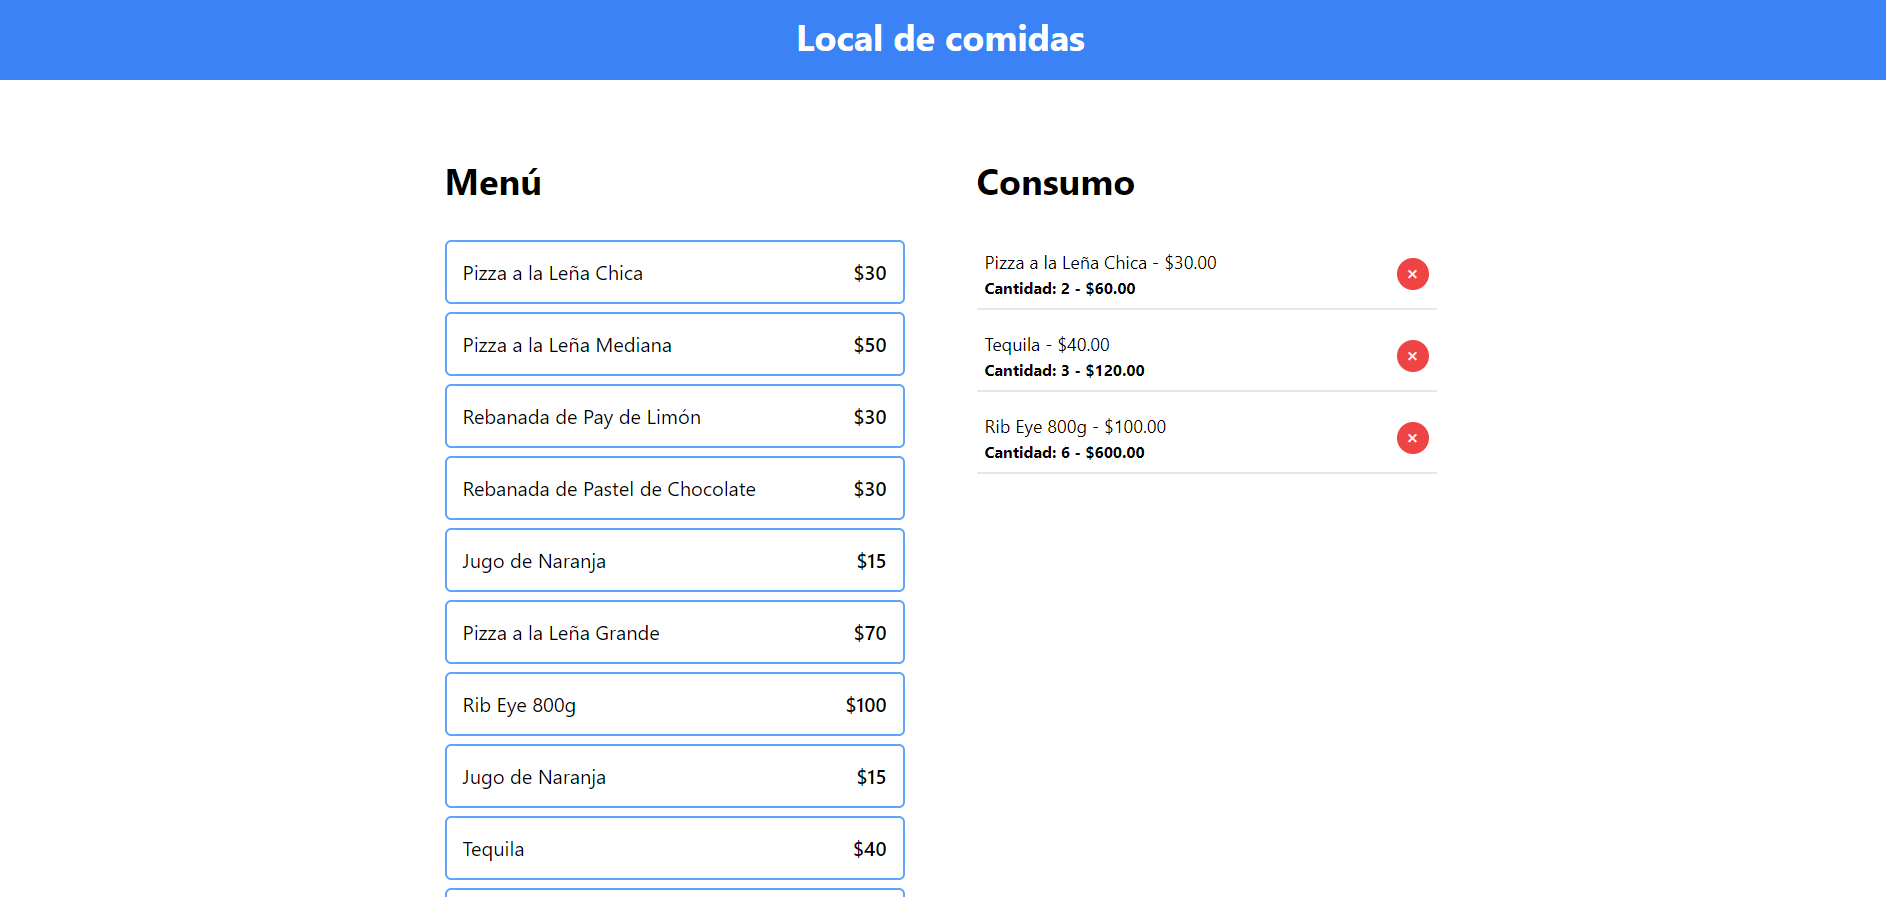 Local de comidas
Menú
Pizza a la Leña Chica $30
Pizza a la Leña Mediana $50
Rebanada de Pay de Limón $30
Rebanada de Pastel de Chocolate $30
Jugo de Naranja $15
Pizza a la Leña Grande $70
Rib Eye 800g $100
Jugo de Naranja $15
Tequila $40
Consumo
Pizza a la Leña Chica - $30.00
Cantidad: 2 - $60.00
Tequila - $40.00
Cantidad: 3 - $120.00
Rib Eye 800g - $100.00
Cantidad: 6 - $600.00